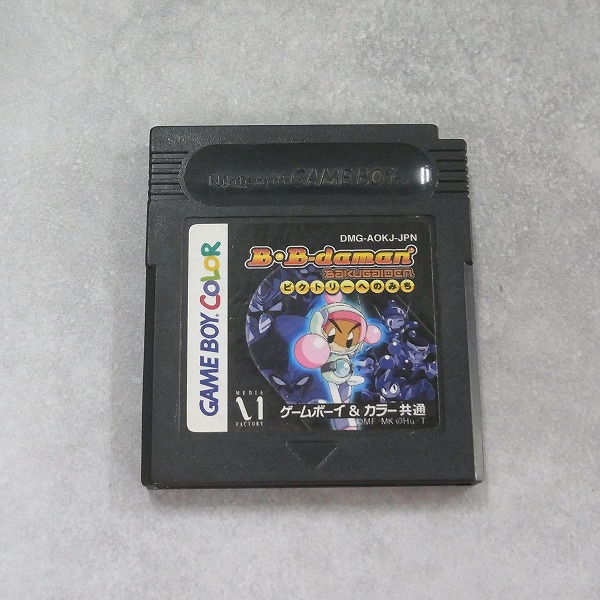 Nintendo GAME BOY
DMG-AOKJ-JPN
B·B-daman
BAKUGAIDEN
ビクトリーへのみち
GAME BOY COLOR
MEDIA
FACTORY
ゲームボーイ & カラー共通